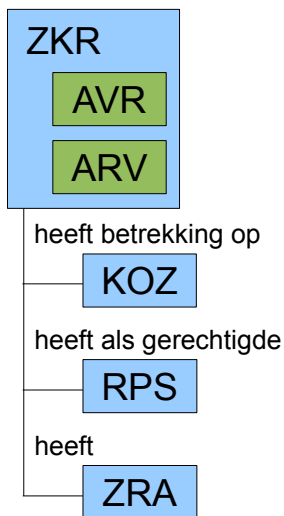 ZKR
AVR
ARV
heeft betrekking op
KOZ
heeft als gerechtigde
RPS
heeft
ZRA